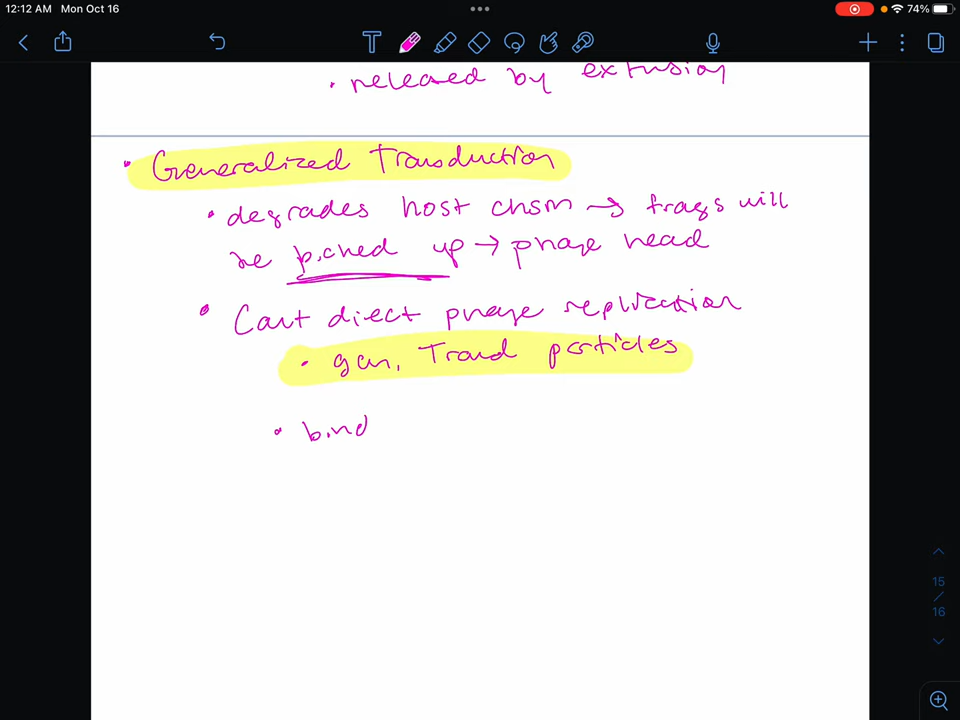 12:12 AM Mon Oct 16
74%
• released by extrusion
• Generalized Transduction
• degrades host chsm → frags will
be picked up → phage head
• Can't direct phage replication
• gen. Transd particles
• bind
15
/
16